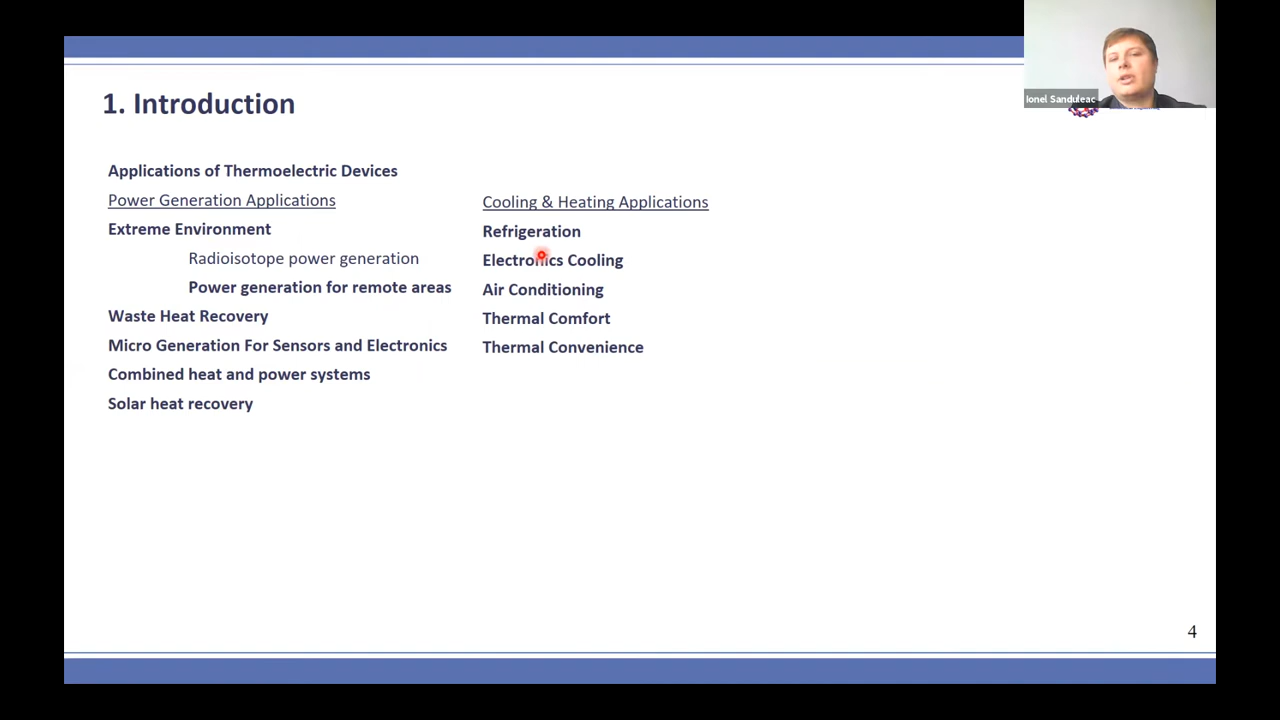 Ionel Sanduleac
1. Introduction
Applications of Thermoelectric Devices
Power Generation Applications
Extreme Environment
Radioisotope power generation
Power generation for remote areas
Waste Heat Recovery
Micro Generation For Sensors and Electronics
Combined heat and power systems
Solar heat recovery
Cooling & Heating Applications
Refrigeration
Electronics Cooling
Air Conditioning
Thermal Comfort
Thermal Convenience
4